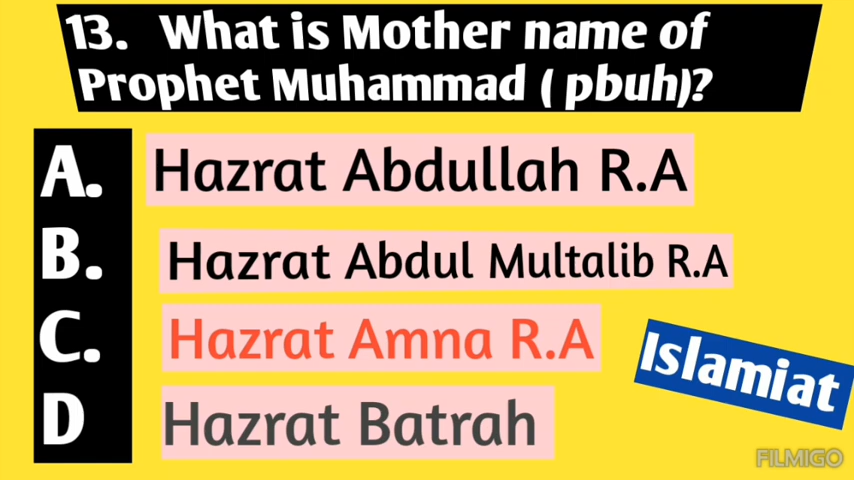 13. What is Mother name of
Prophet Muhammad ( pbuh)?
A. Hazrat Abdullah R.A
B. Hazrat Abdul Multalib R.A
C. Hazrat Amna R.A
D Hazrat Batrah
Islamiat
FILMIGO